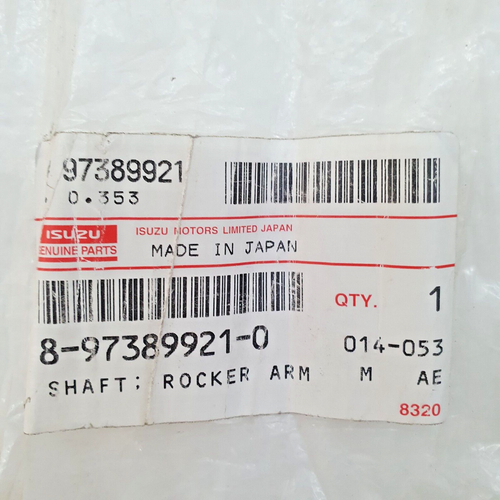 97389921
0.353
ISUZU
GENUINE PARTS
ISUZU MOTORS LIMITED JAPAN
MADE IN JAPAN
QTY. 1
8-97389921-0
014-053
SHAFT; ROCKER ARM M AE
8320